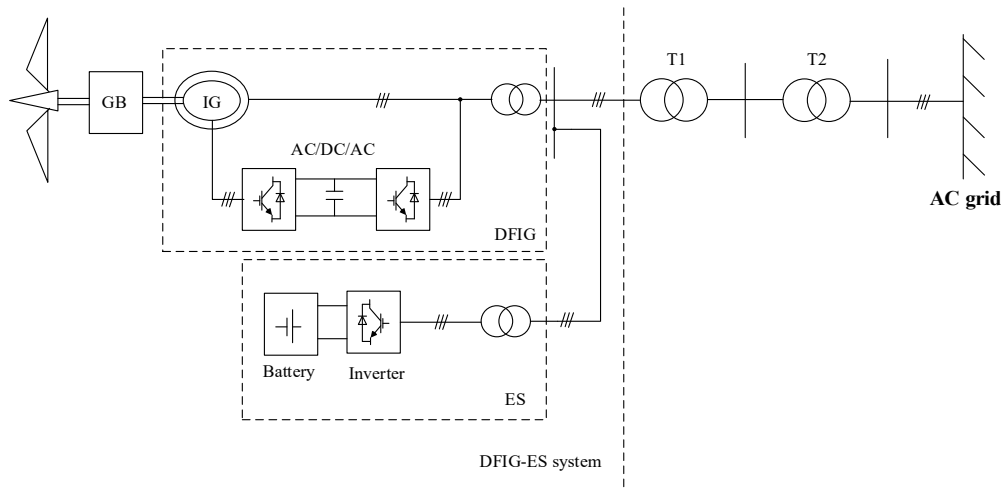 T1
T2
GB
IG
AC/DC/AC
AC grid
DFIG
Battery
Inverter
ES
DFIG-ES system